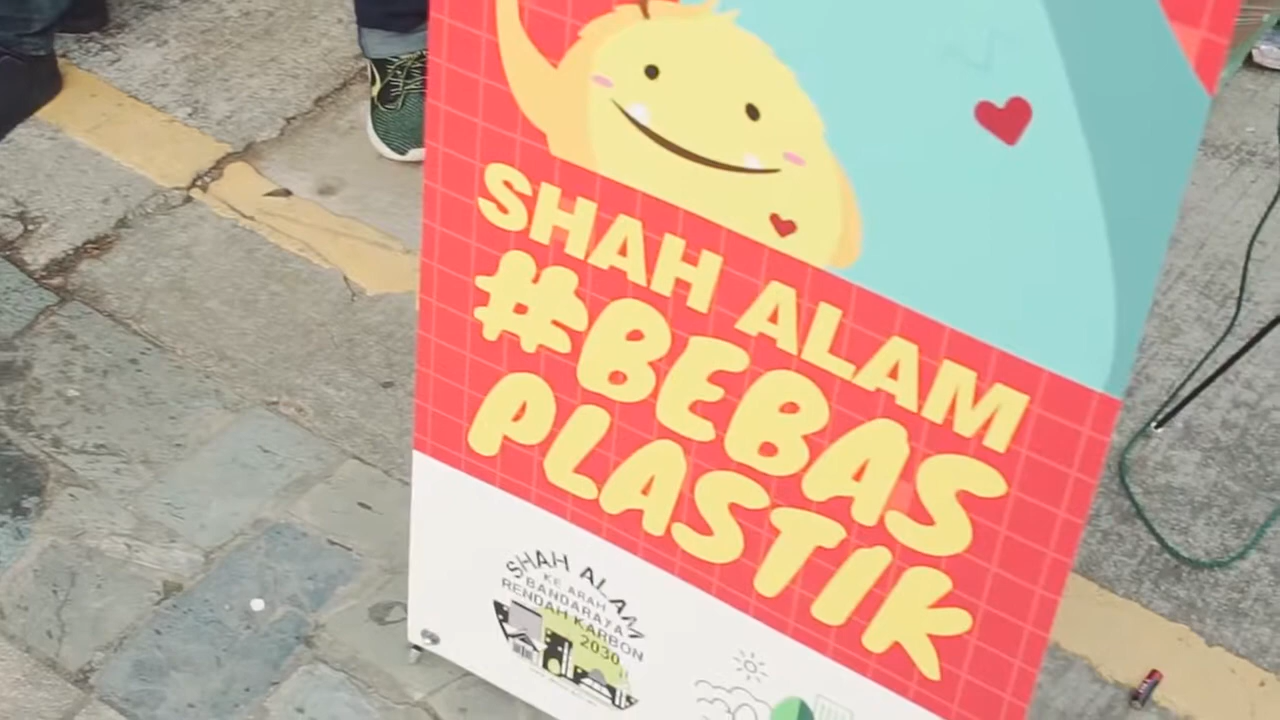 SHAH ALAM
#BEBAS
PLASTIK
SHAH ALAM
KE ARAH
BANDARAYA
RENDAH KARBON
2030